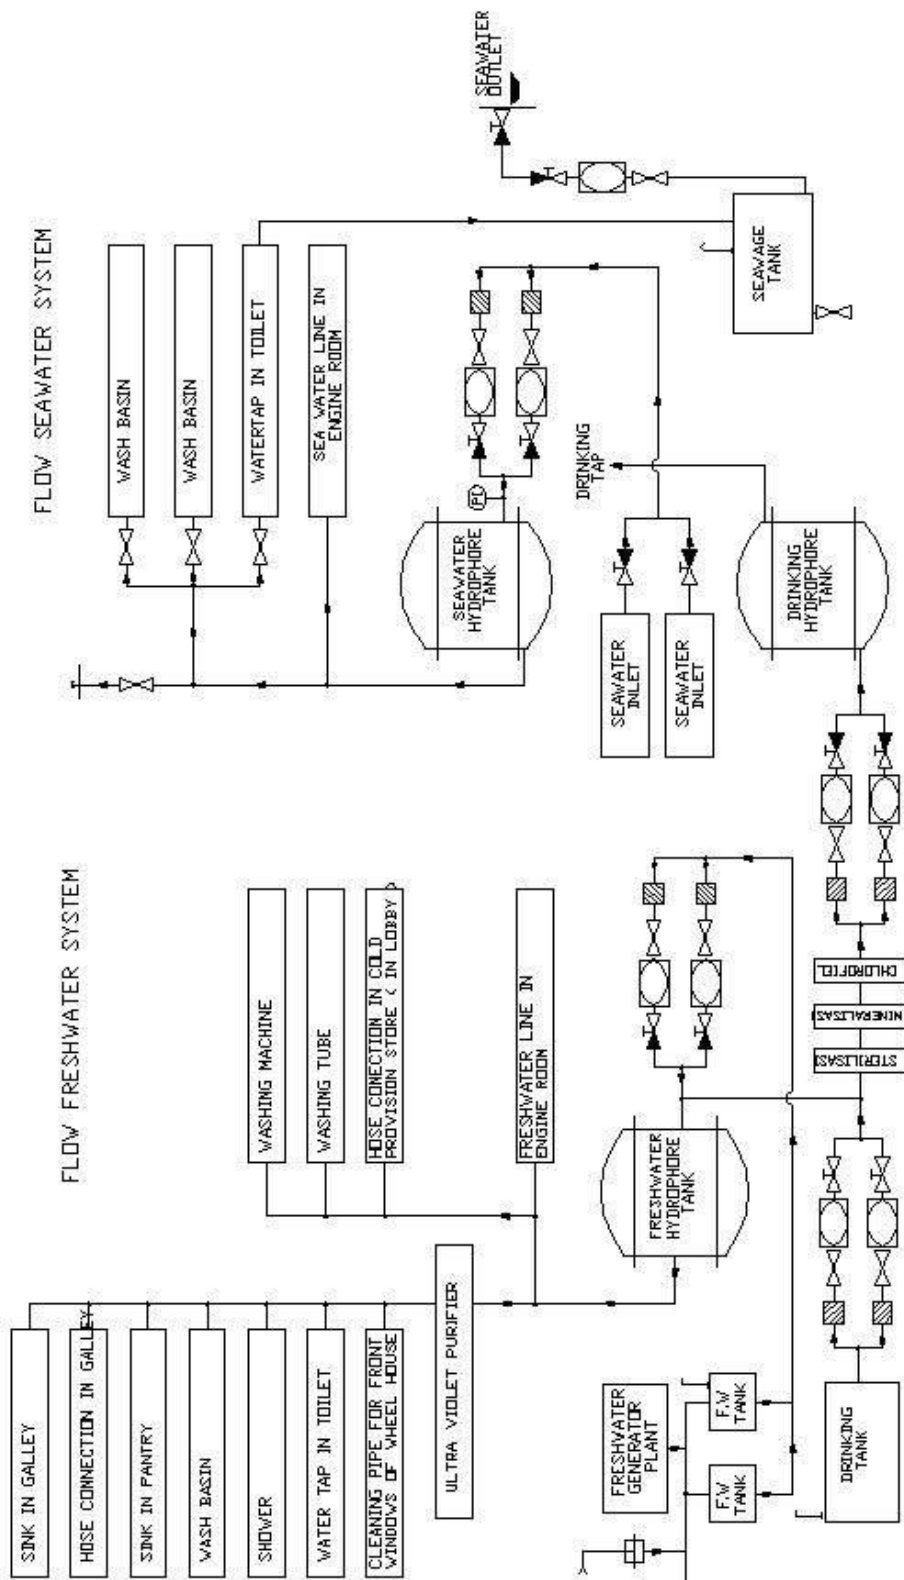 FLOW FRESHWATER SYSTEM
SINK IN GALLEY
HOSE CONNECTION IN GALLEY
SINK IN PANTRY
WASH BASIN
SHOWER
WATER TAP IN TOILET
CLEANING PIPE FOR FRONT
WINDOWS OF WHEEL HOUSE
ULTRA VIOLET PURIFIER
WASHING MACHINE
WASHING TUBE
HOSE CONECTION IN COLD
PROVISION STORE ( IN LOBBY )
FRESHWATER LINE IN
ENGINE ROOM
FRESHWATER
HYDROPHORE
TANK
FRESHWATER
GENERATOR
PLANT
F.W
TANK
F.W
TANK
DRINKING
TANK
STERILISASI
MINERALISASI
CHLOROFIEL
FLOW SEAWATER SYSTEM
WASH BASIN
WASH BASIN
WATERTAP IN TOILET
SEA WATER LINE IN
ENGINE ROOM
SEAWATER
HYDROPHORE
TANK
PI
SEAWATER
INLET
SEAWATER
INLET
DRINKING
TAP
DRINKING
HYDROPHORE
TANK
SEAWAGE
TANK
SEAWATER
OUTLET